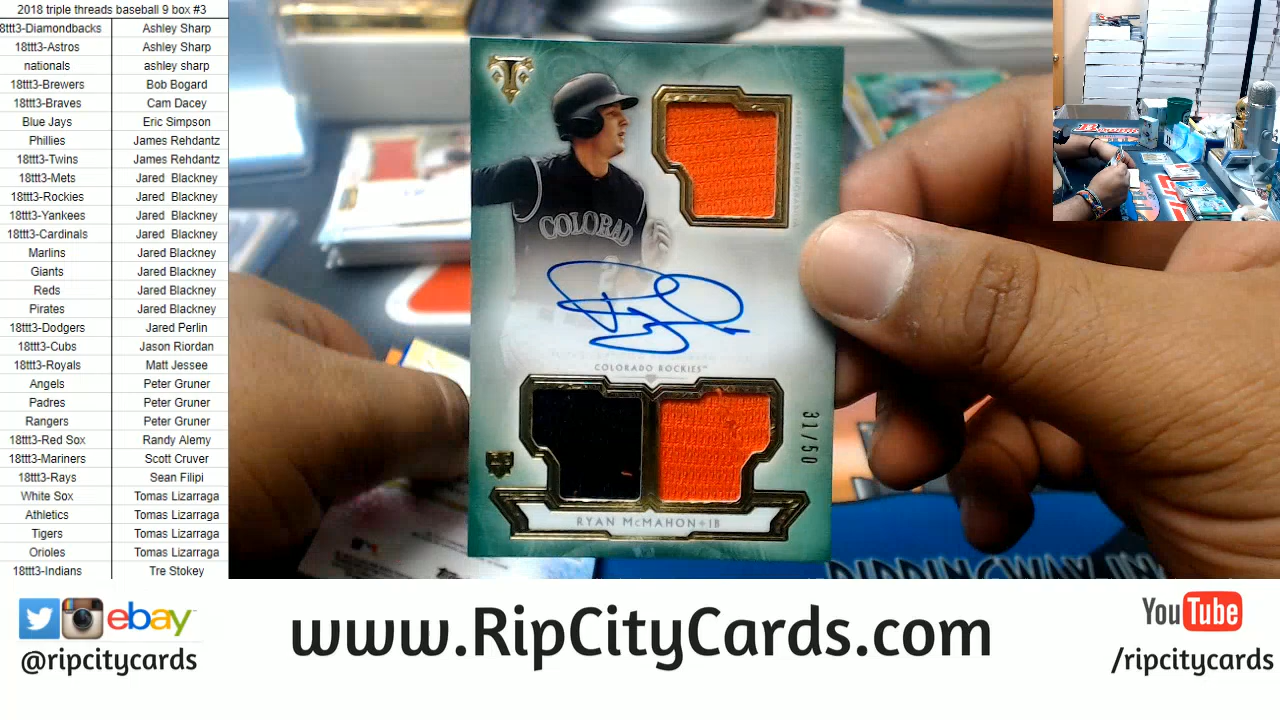 2018 triple threads baseball 9 box #3
8ttt3-Diamondbacks Ashley Sharp
18ttt3-Astros Ashley Sharp
nationals ashley sharp
18ttt3-Brewers Bob Bogard
18ttt3-Braves Cam Dacey
Blue Jays Eric Simpson
Phillies James Rehdantz
18ttt3-Twins James Rehdantz
18ttt3-Mets Jared Blackney
18ttt3-Rockies Jared Blackney
18ttt3-Yankees Jared Blackney
18ttt3-Cardinals Jared Blackney
Marlins Jared Blackney
Giants Jared Blackney
Reds Jared Blackney
Pirates Jared Blackney
18ttt3-Dodgers Jared Perlin
18ttt3-Cubs Jason Riordan
18ttt3-Royals Matt Jessee
Angels Peter Gruner
Padres Peter Gruner
Rangers Peter Gruner
18ttt3-Red Sox Randy Alemy
18ttt3-Mariners Scott Cruver
18ttt3-Rays Sean Filipi
White Sox Tomas Lizarraga
Athletics Tomas Lizarraga
Tigers Tomas Lizarraga
Orioles Tomas Lizarraga
18ttt3-Indians Tre Stokey
COLORAD
COLORADO ROCKIES™
31/50
RYAN McMAHON+1B
ebay™
@ripcitycards
www.RipCityCards.com
YouTube
/ripcitycards